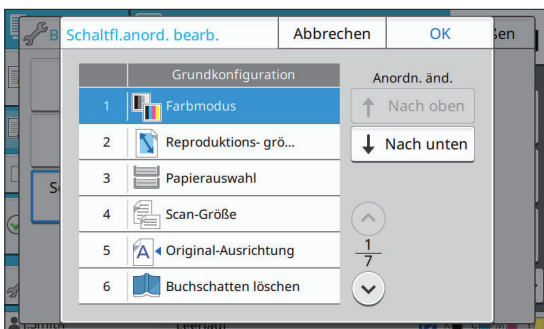 Schaltfl.anord. bearb.
Abbrechen
OK
Grundkonfiguration
Anordn. änd.
1 Farbmodus
Nach oben
2 Reproduktions- grö...
Nach unten
3 Papierauswahl
4 Scan-Größe
5 Original-Ausrichtung
1
7
6 Buchschatten löschen